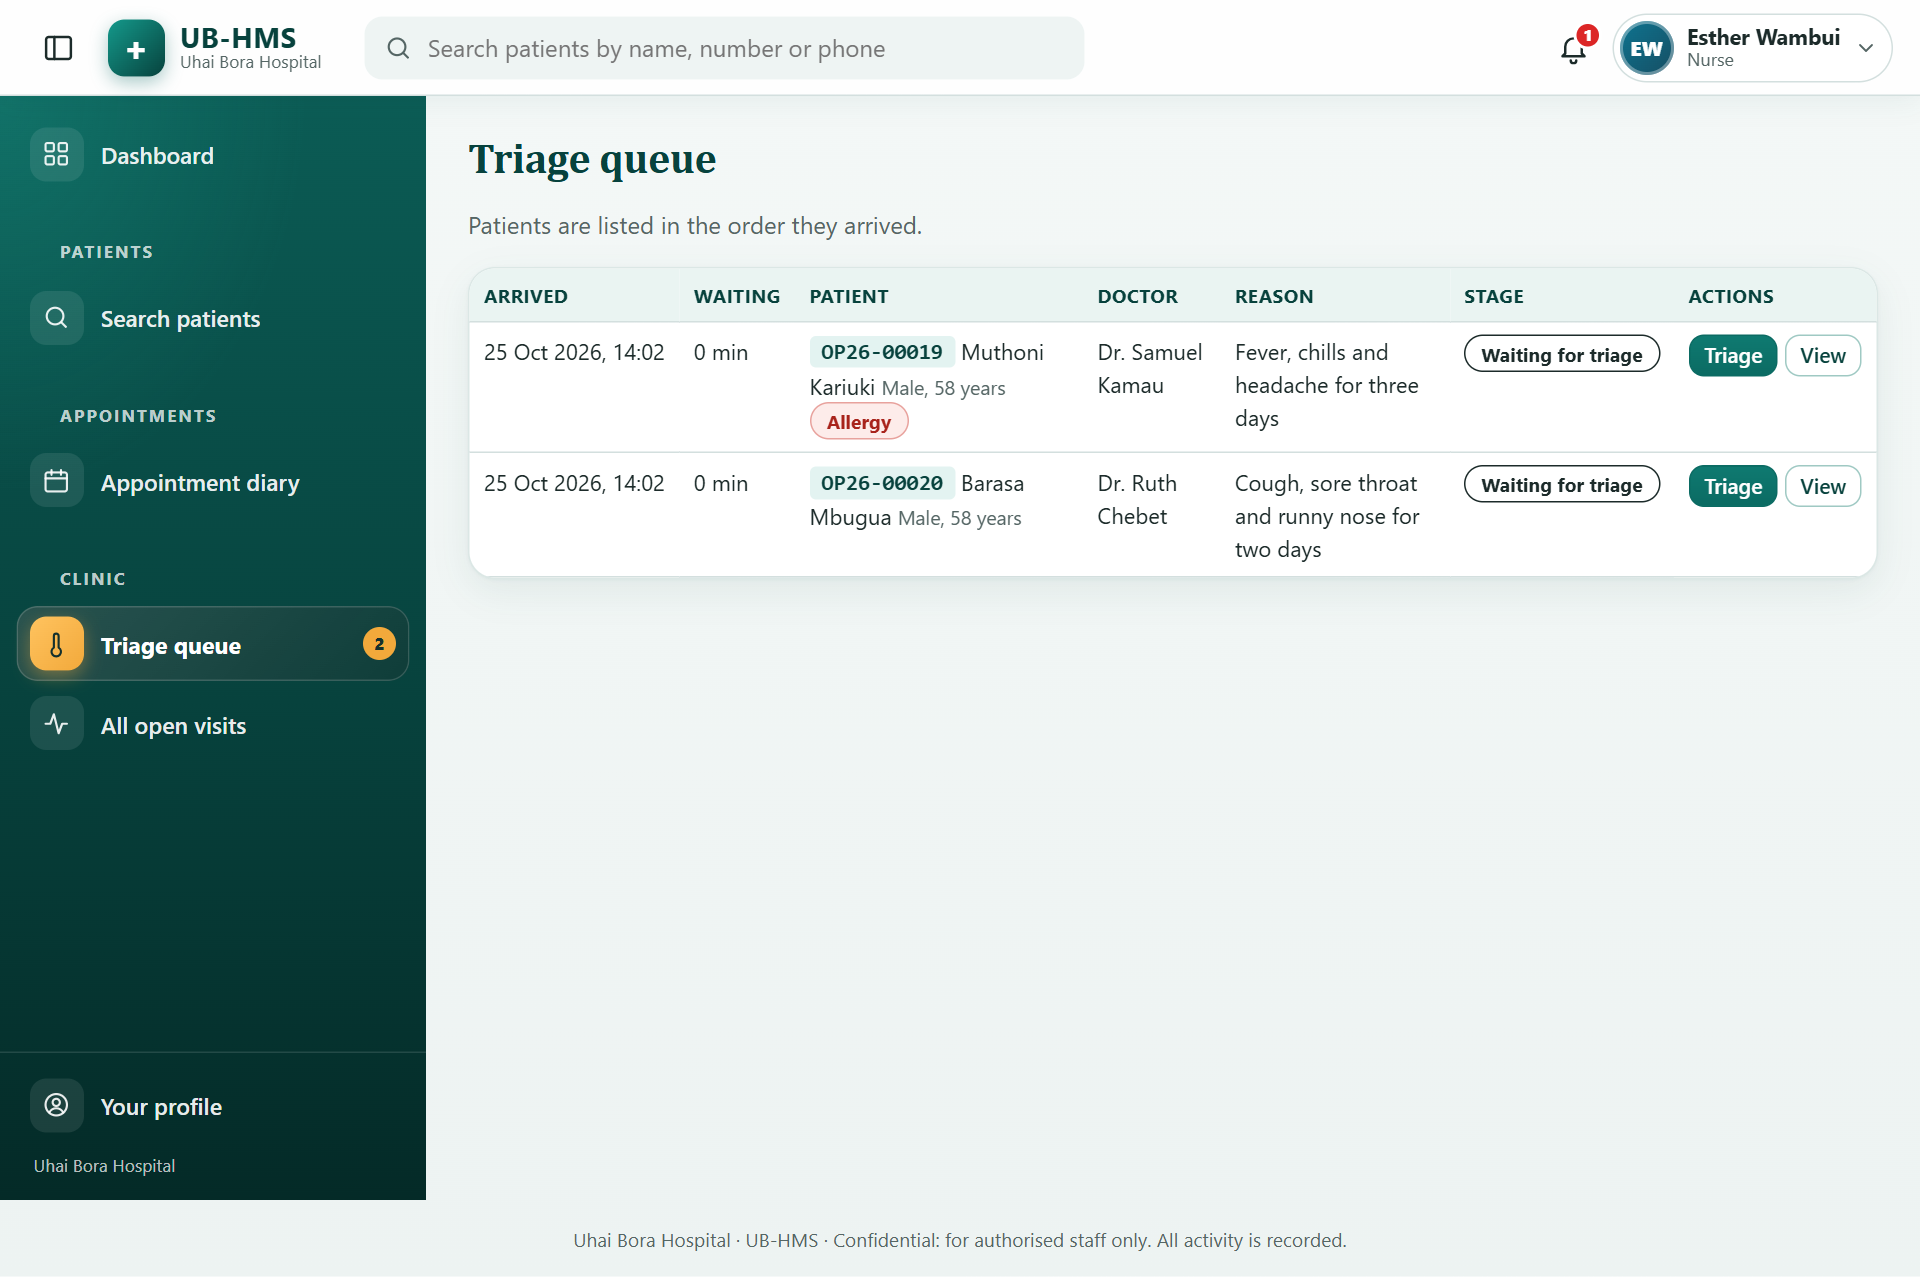 UB-HMS
Uhai Bora Hospital
Search patients by name, number or phone
1
EW
Esther Wambui
Nurse
Dashboard
PATIENTS
Search patients
APPOINTMENTS
Appointment diary
CLINIC
Triage queue
2
All open visits
Your profile
Uhai Bora Hospital
Triage queue
Patients are listed in the order they arrived.
ARRIVED WAITING PATIENT DOCTOR REASON STAGE ACTIONS
25 Oct 2026, 14:02 0 min OP26-00019 Muthoni Dr. Samuel Fever, chills and Waiting for triage Triage View
Kariuki Male, 58 years Kamau headache for three
Allergy days
25 Oct 2026, 14:02 0 min OP26-00020 Barasa Dr. Ruth Cough, sore throat Waiting for triage Triage View
Mbugua Male, 58 years Chebet and runny nose for
two days
Uhai Bora Hospital · UB-HMS · Confidential: for authorised staff only. All activity is recorded.